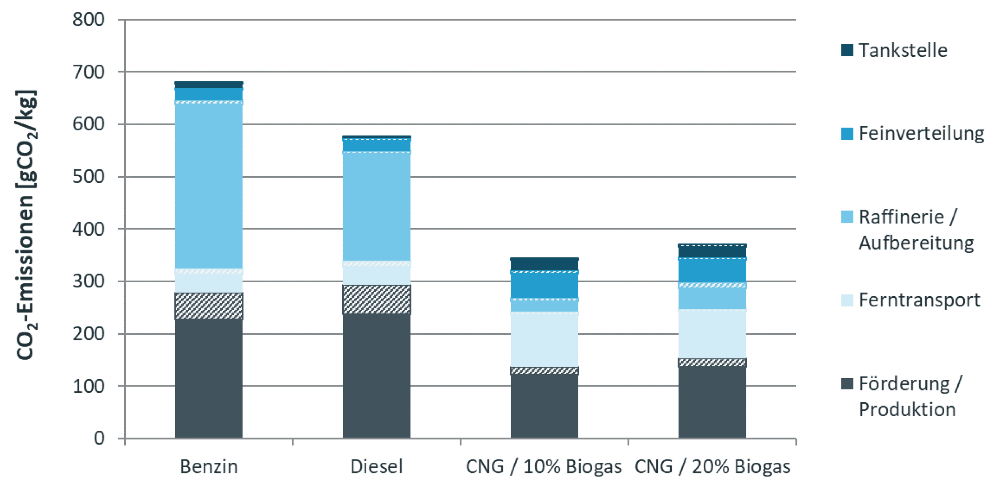 CO₂-Emissionen [gCO₂/kg]
800
700
600
500
400
300
200
100
0
Benzin
Diesel
CNG / 10% Biogas
CNG / 20% Biogas
Tankstelle
Feinverteilung
Raffinerie /
Aufbereitung
Ferntransport
Förderung /
Produktion